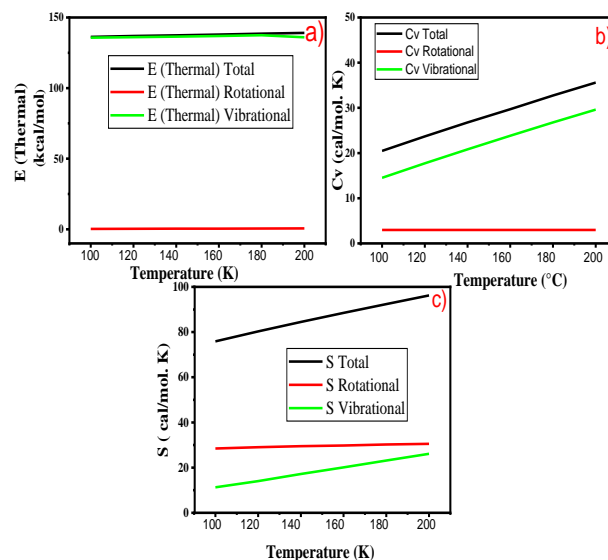 a)
E (Thermal) Total
E (Thermal) Rotational
E (Thermal) Vibrational
E (Thermal)
(kcal/mol)
150
100
50
0
100 120 140 160 180 200
Temperature (K)
b)
Cv Total
Cv Rotational
Cv Vibrational
Cv (cal/mol. K)
50
40
30
20
10
0
100 120 140 160 180 200
Temperature (°C)
c)
S Total
S Rotational
S Vibrational
S ( cal/mol. K)
100
80
60
40
20
0
100 120 140 160 180 200
Temperature (K)